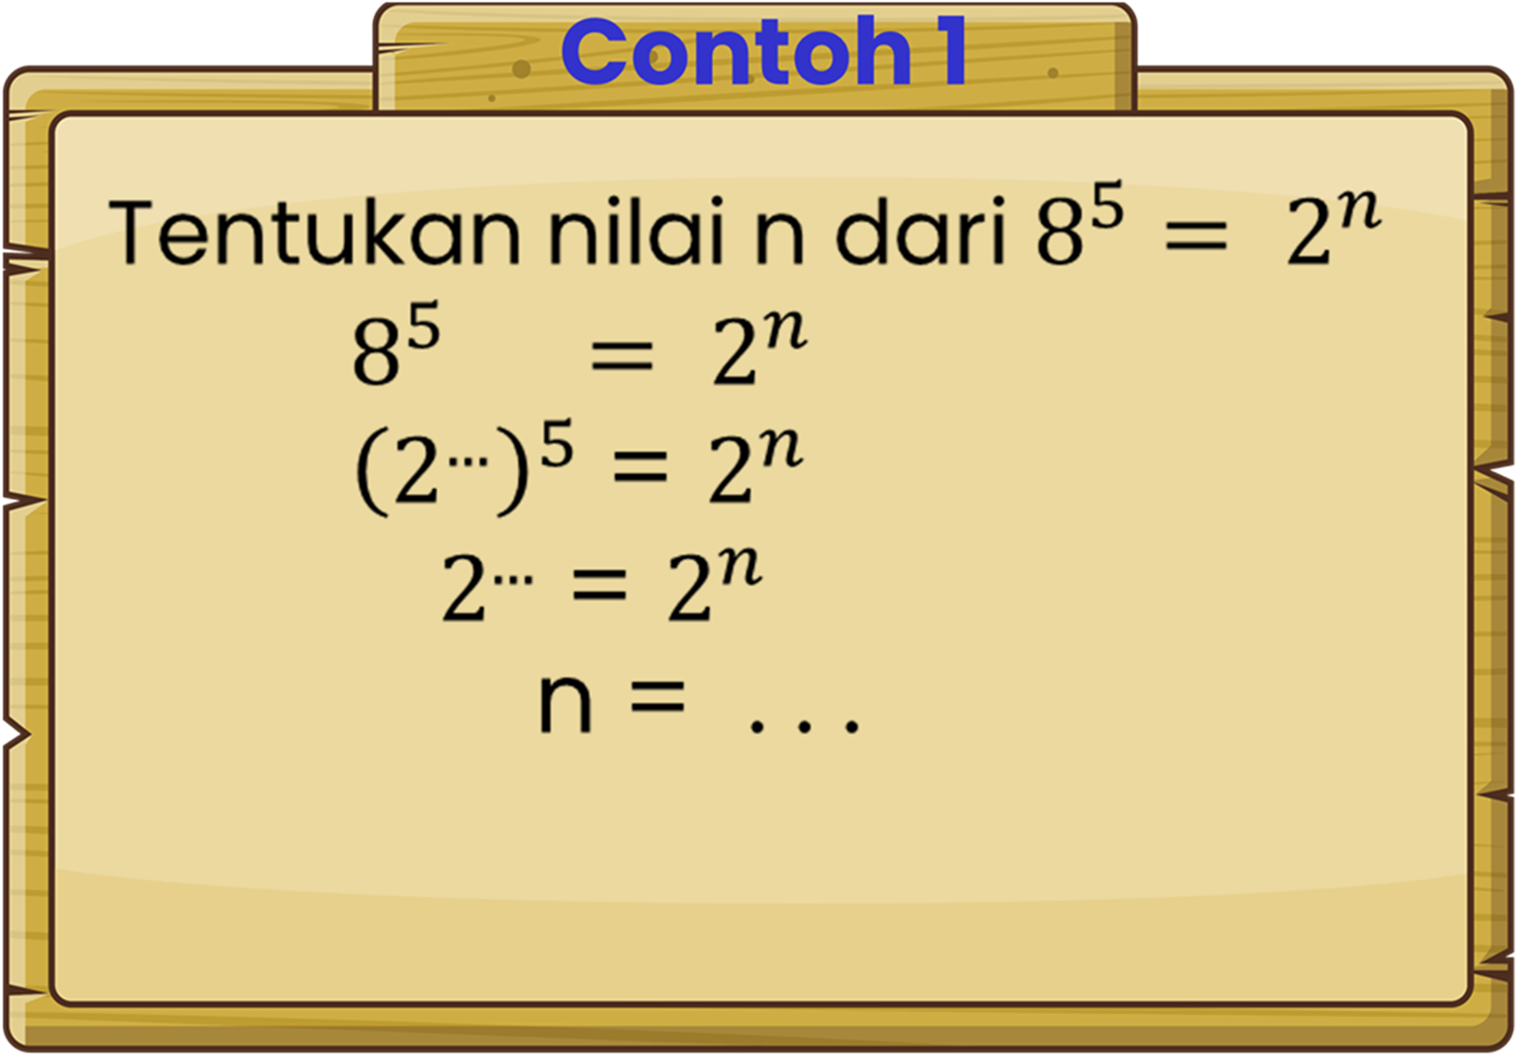 Contoh 1
Tentukan nilai n dari 8⁵ = 2ⁿ
8⁵ = 2ⁿ
(2^…)⁵ = 2ⁿ
2^… = 2ⁿ
n = . . .